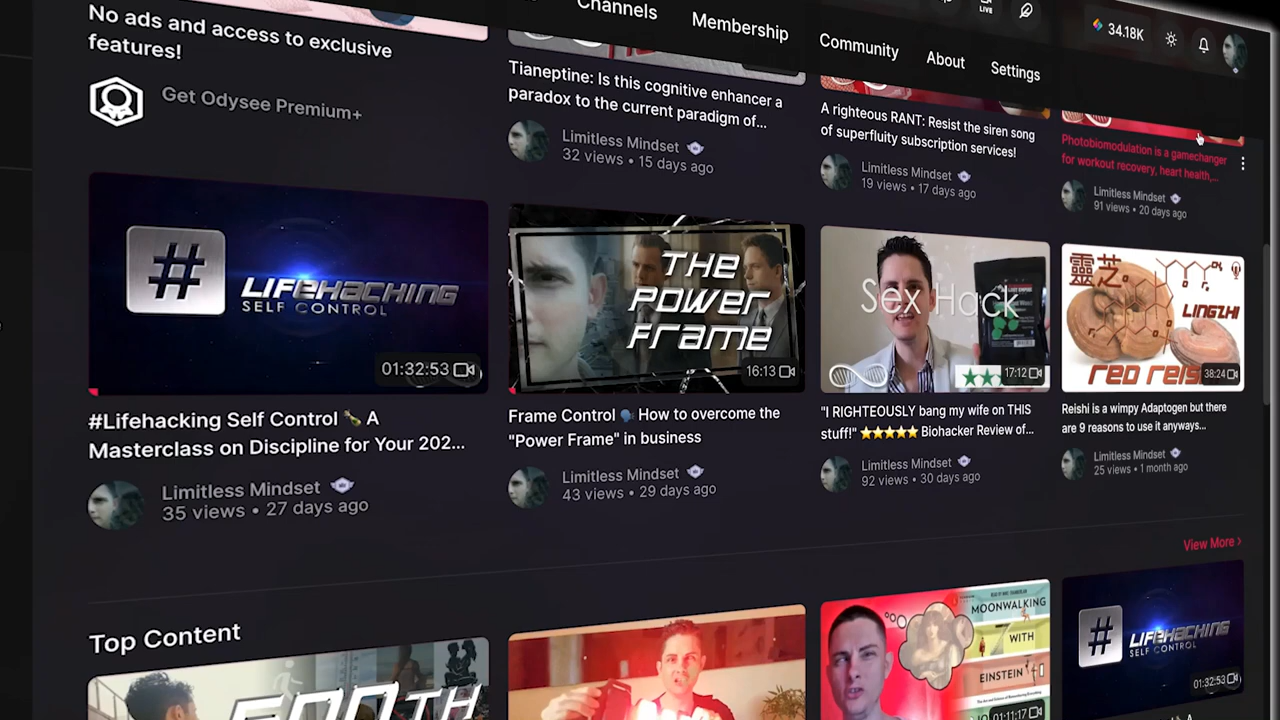 Channels
Membership
Community
About
Settings
LIVE
34.18K
No ads and access to exclusive
features!
Get Odysee Premium+
Tianeptine: Is this cognitive enhancer a
paradox to the current paradigm of...
Limitless Mindset
32 views • 15 days ago
A righteous RANT: Resist the siren song
of superfluity subscription services!
Limitless Mindset
19 views • 17 days ago
Photobiomodulation is a gamechanger
for workout recovery, heart health,...
Limitless Mindset
91 views • 20 days ago
#
LIFEHACKING
SELF CONTROL
01:32:53
#Lifehacking Self Control A
Masterclass on Discipline for Your 202...
Limitless Mindset
35 views • 27 days ago
THE
POWER
FRAME
16:13
Frame Control How to overcome the
"Power Frame" in business
Limitless Mindset
43 views • 29 days ago
Sex Hack
17:12
"I RIGHTEOUSLY bang my wife on THIS
stuff!" ⭐⭐⭐⭐⭐ Biohacker Review of...
Limitless Mindset
92 views • 30 days ago
靈
芝
LINGZHI
RED REIS
38:24
Reishi is a wimpy Adaptogen but there
are 9 reasons to use it anyways...
Limitless Mindset
25 views • 1 month ago
View More
Top Content
MOONWALKING
WITH
EINSTEIN
01:11:17
#
LIFEHACKING
SELF CONTROL
01:32:53